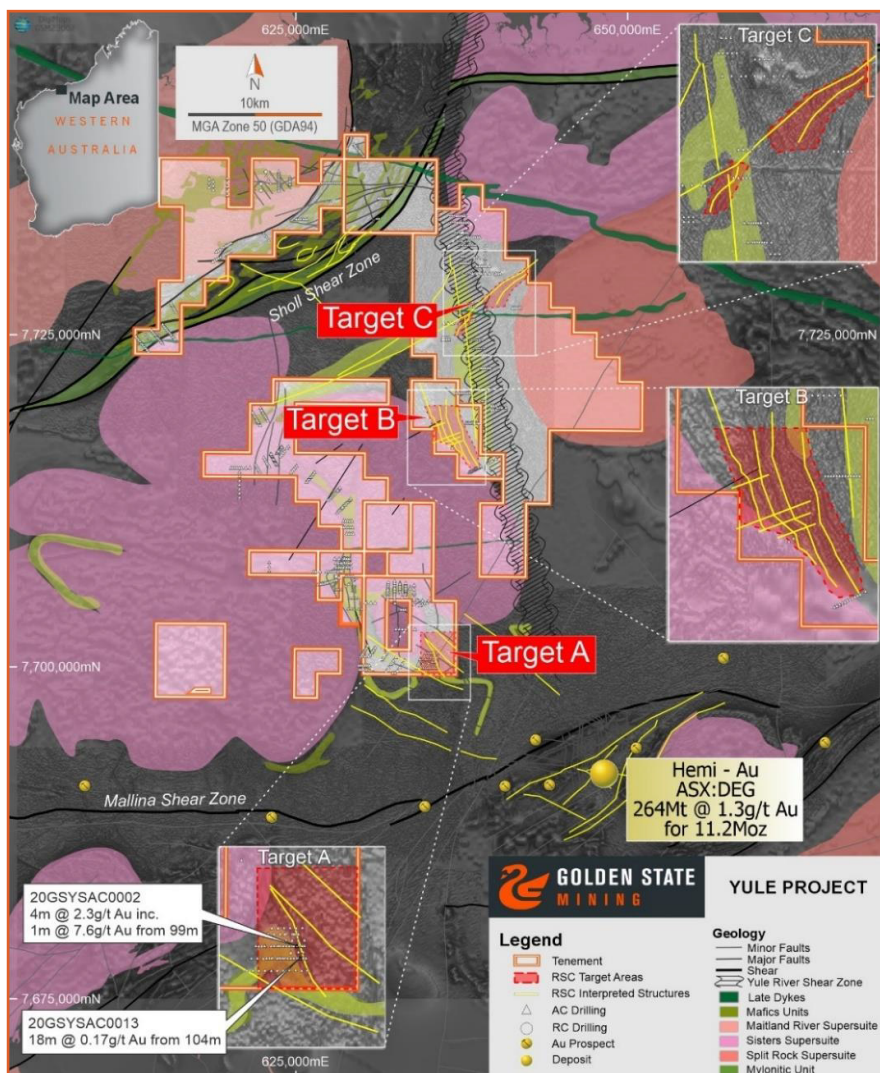 625,000mE
650,000mE
Map Area
WESTERN
AUSTRALIA
N
10km
MGA Zone 50 (GDA94)
Target C
Sholl Shear Zone
7,725,000mN
Target C
7,725,000mN
Target B
Target B
7,700,000mN
Target A
Mallina Shear Zone
Hemi - Au
ASX:DEG
264Mt @ 1.3g/t Au
for 11.2Moz
Target A
20GSYSAC0002
4m @ 2.3g/t Au inc.
1m @ 7.6g/t Au from 99m
7,675,000mN
20GSYSAC0013
18m @ 0.17g/t Au from 104m
625,000mE
GOLDEN STATE
MINING
YULE PROJECT
Legend
Tenement
RSC Target Areas
RSC Interpreted Structures
AC Drilling
RC Drilling
Au Prospect
Deposit
Geology
Minor Faults
Major Faults
Shear
Yule River Shear Zone
Late Dykes
Mafics Units
Maitland River Supersuite
Sisters Supersuite
Split Rock Supersuite
Mylonitic Unit